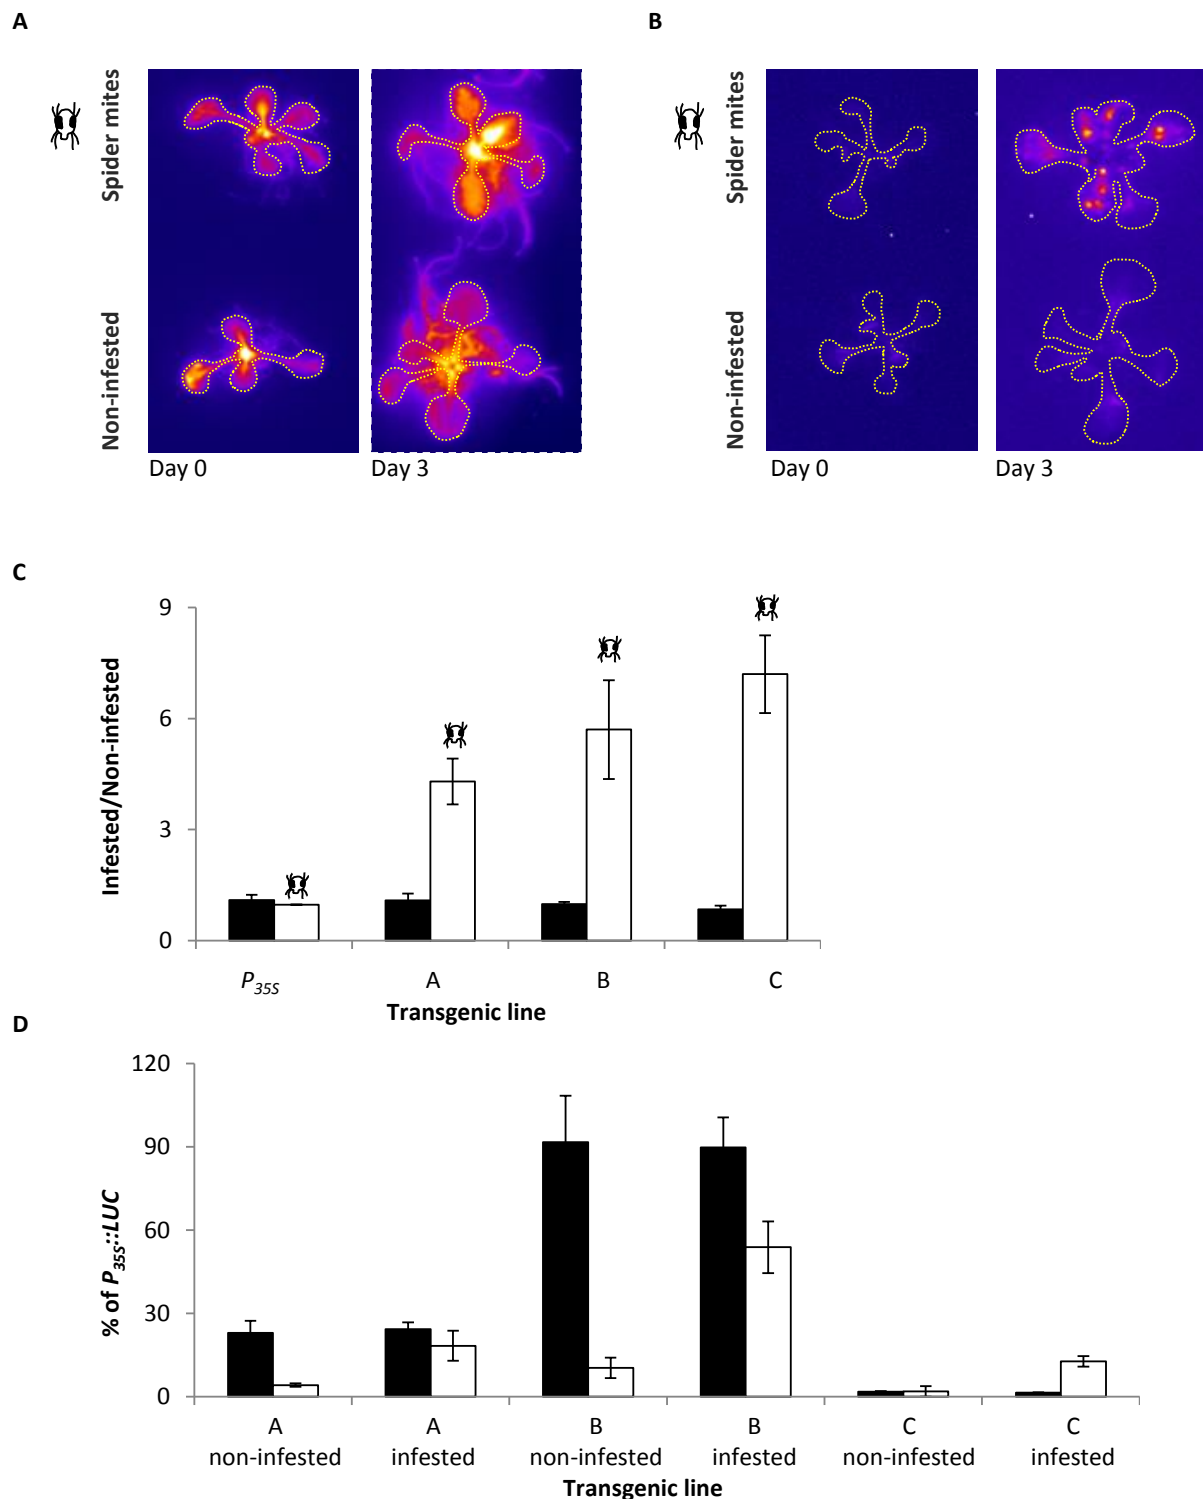 A
B
Spider mites
Non-infested
Day 0
Day 3
Spider mites
Non-infested
Day 0
Day 3
C
Infested/Non-infested
9
6
3
0
P35S
A
B
C
Transgenic line
D
% of P35S::LUC
120
90
60
30
0
A
non-infested
A
infested
B
non-infested
B
infested
C
non-infested
C
infested
Transgenic line